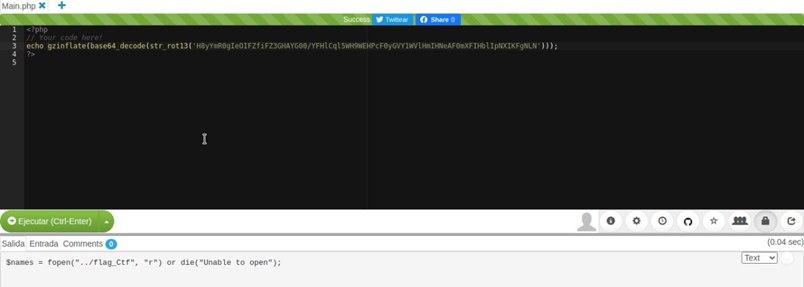 Main.php
Success Twittear Share 0
1 <?php
2 // Your code here!
3 echo gzinflate(base64_decode(str_rot13('H8yYmR0gIeOIFZfiFZ3GHAYG00/YFHlCql5WH9WEHPcF0yGVY1WVlHmIHNeAF0mXFIHblIpNXIKFgNLN')));
4 ?>
5
Ejecutar (Ctrl-Enter)
Salida Entrada Comments 0 (0.04 sec)
Text
$names = fopen("../flag_Ctf", "r") or die("Unable to open");